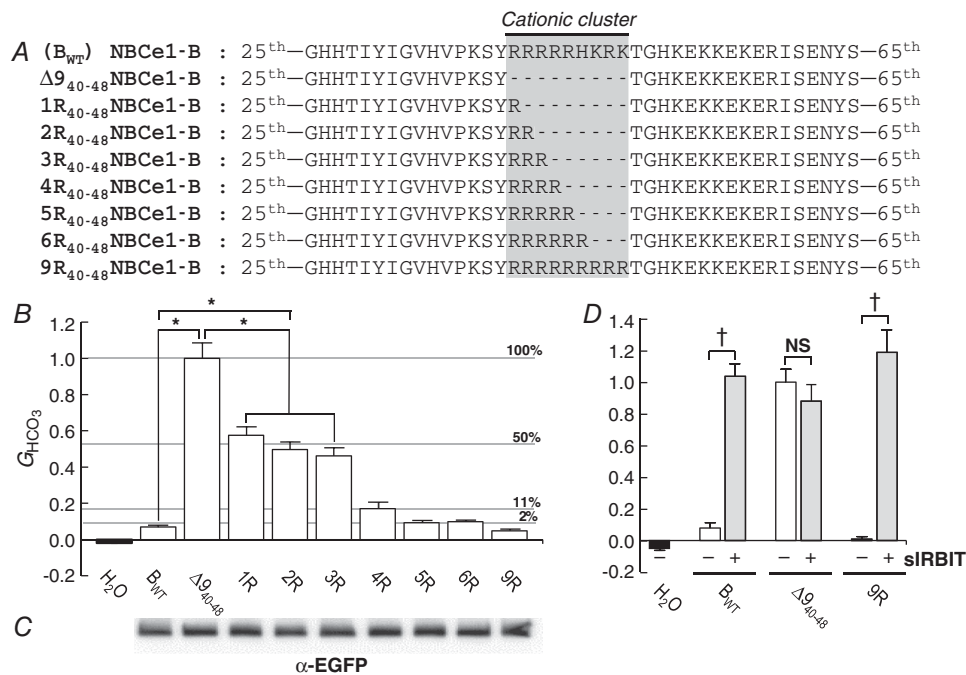 Cationic cluster
A (B_WT) NBCe1-B : 25th—GHHTIYIGVHVPKSYRRRRRHKRKTGHKEKKEKERISENYS—65th
Δ9_40-48NBCe1-B : 25th—GHHTIYIGVHVPKSY---------TGHKEKKEKERISENYS—65th
1R_40-48NBCe1-B : 25th—GHHTIYIGVHVPKSYR--------TGHKEKKEKERISENYS—65th
2R_40-48NBCe1-B : 25th—GHHTIYIGVHVPKSYRR-------TGHKEKKEKERISENYS—65th
3R_40-48NBCe1-B : 25th—GHHTIYIGVHVPKSYRRR------TGHKEKKEKERISENYS—65th
4R_40-48NBCe1-B : 25th—GHHTIYIGVHVPKSYRRRR-----TGHKEKKEKERISENYS—65th
5R_40-48NBCe1-B : 25th—GHHTIYIGVHVPKSYRRRRR----TGHKEKKEKERISENYS—65th
6R_40-48NBCe1-B : 25th—GHHTIYIGVHVPKSYRRRRRR---TGHKEKKEKERISENYS—65th
9R_40-48NBCe1-B : 25th—GHHTIYIGVHVPKSYRRRRRRRRRTGHKEKKEKERISENYS—65th
B
G_HCO3
1.2
1.0
0.8
0.6
0.4
0.2
0.0
-0.2
*
* *
100%
50%
11%
2%
H2O B_WT Δ9_40-48 1R 2R 3R 4R 5R 6R 9R
C
α-EGFP
D
1.4
1.2
1.0
0.8
0.6
0.4
0.2
0.0
-0.2
† NS †
− − + − + − + sIRBIT
H2O B_WT Δ9_40-48 9R